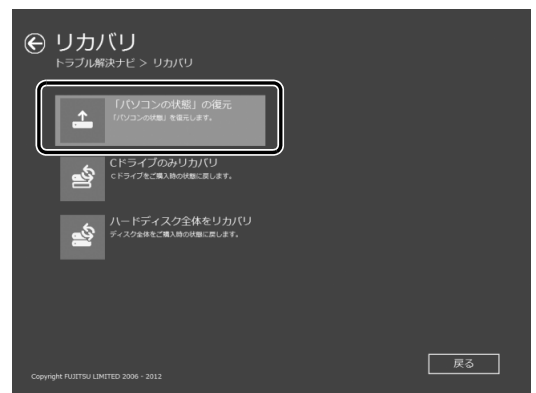 リカバリ
トラブル解決ナビ > リカバリ
「パソコンの状態」の復元
「パソコンの状態」を復元します。
Cドライブのみリカバリ
Cドライブをご購入時の状態に戻します。
ハードディスク全体をリカバリ
ディスク全体をご購入時の状態に戻します。
戻る
Copyright FUJITSU LIMITED 2006 - 2012